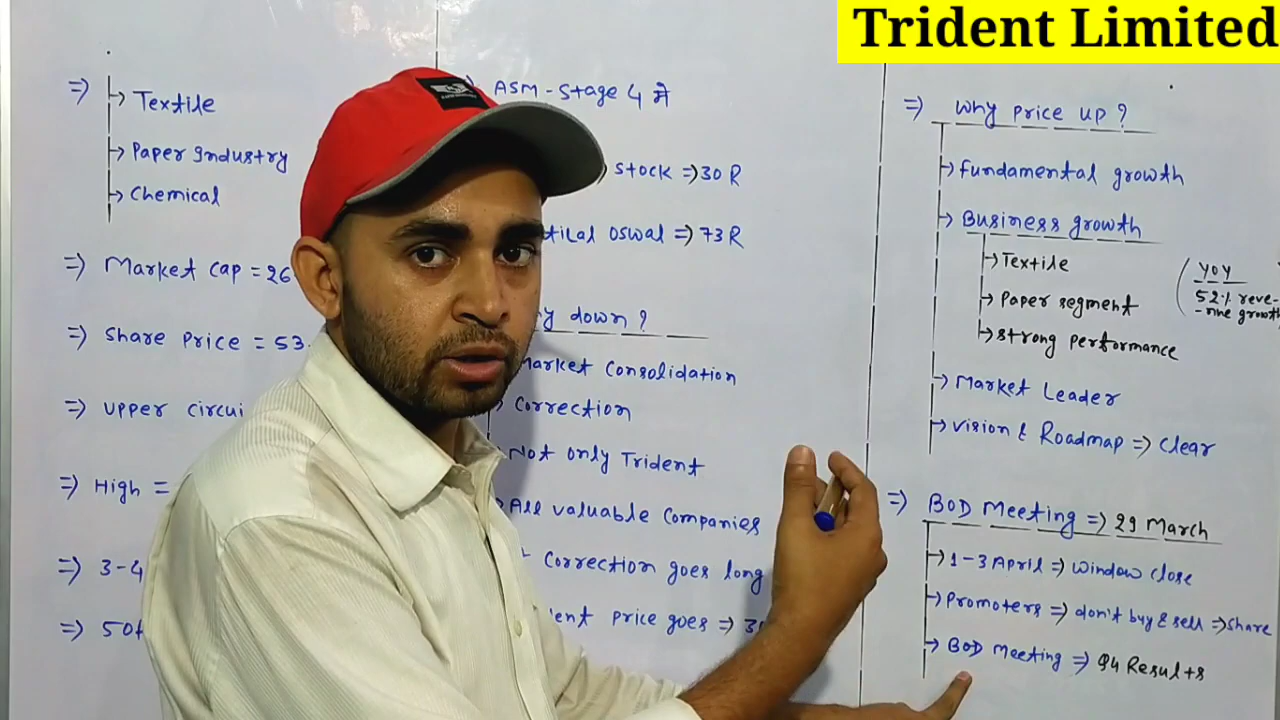 Trident Limited
=> Textile
Paper Industry
Chemical
=> Market Cap = 26
=> Share Price = 53.
=> Upper Circui
=> High =
=> 3-4
=> 50
ASM - Stage 4 में
Stock => 30 R
tilal Oswal => 73 R
y down ?
Market Consolidation
Correction
Not only Trident
All valuable Companies
Correction goes long
ent price goes => 3
=> Why price up ?
Fundamental growth
Business growth
Textile
Paper segment
Strong performance
YOY
52% reve-
-nue growth
Market Leader
Vision & Roadmap => Clear
=> BOD Meeting => 29 March
1-3 April => Window Close
Promoters => don't buy & sell => Share
BOD Meeting => Q4 Results